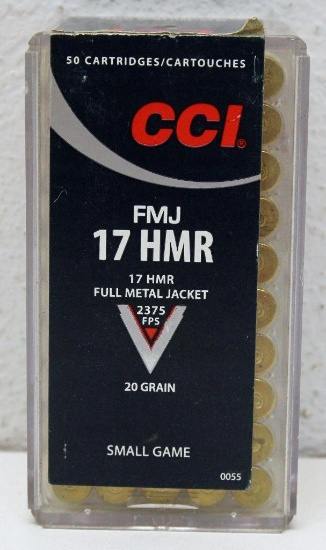 50 CARTRIDGES/CARTOUCHES
CCI®
FMJ
17 HMR
17 HMR
FULL METAL JACKET
2375
FPS
20 GRAIN
SMALL GAME
0055